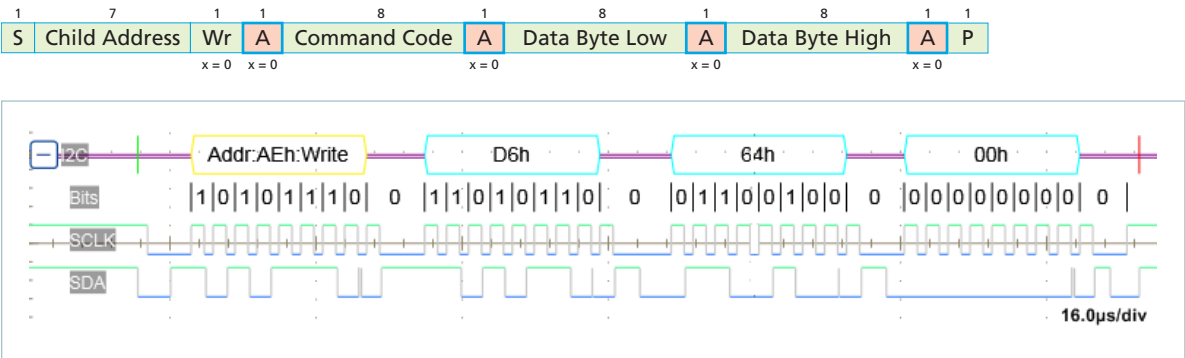 1 7 1 1 8 1 8 1 8 1 1
S Child Address Wr A Command Code A Data Byte Low A Data Byte High A P
x = 0 x = 0 x = 0 x = 0 x = 0
I2C Addr:AEh:Write D6h 64h 00h
Bits 1 0 1 0 1 1 1 0 0 1 1 0 1 0 1 1 0 0 0 1 1 0 0 1 0 0 0 0 0 0 0 0 0 0 0 0
SCLK
SDA
16.0µs/div